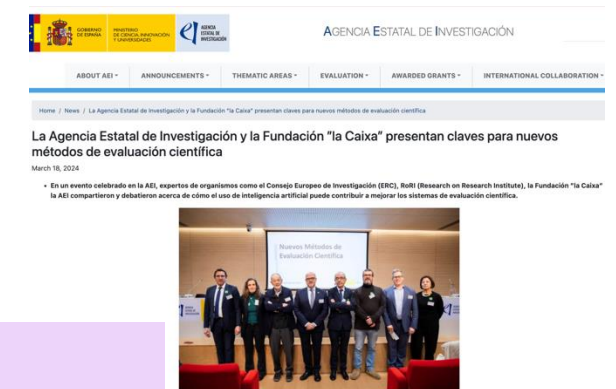 GOBIERNO
DE ESPAÑA
MINISTERIO
DE CIENCIA, INNOVACIÓN
Y UNIVERSIDADES
AGENCIA
ESTATAL DE
INVESTIGACIÓN
AGENCIA ESTATAL DE INVESTIGACIÓN
ABOUT AEI
ANNOUNCEMENTS
THEMATIC AREAS
EVALUATION
AWARDED GRANTS
INTERNATIONAL COLLABORATION
Home / News / La Agencia Estatal de Investigación y la Fundación "la Caixa" presentan claves para nuevos métodos de evaluación científica
La Agencia Estatal de Investigación y la Fundación "la Caixa" presentan claves para nuevos
métodos de evaluación científica
March 18, 2024
• En un evento celebrado en la AEI, expertos de organismos como el Consejo Europeo de Investigación (ERC), RoRI (Research on Research Institute), la Fundación "la Caixa"
la AEI compartieron y debatieron acerca de cómo el uso de inteligencia artificial puede contribuir a mejorar los sistemas de evaluación científica.
Nuevos Métodos de
Evaluación Científica